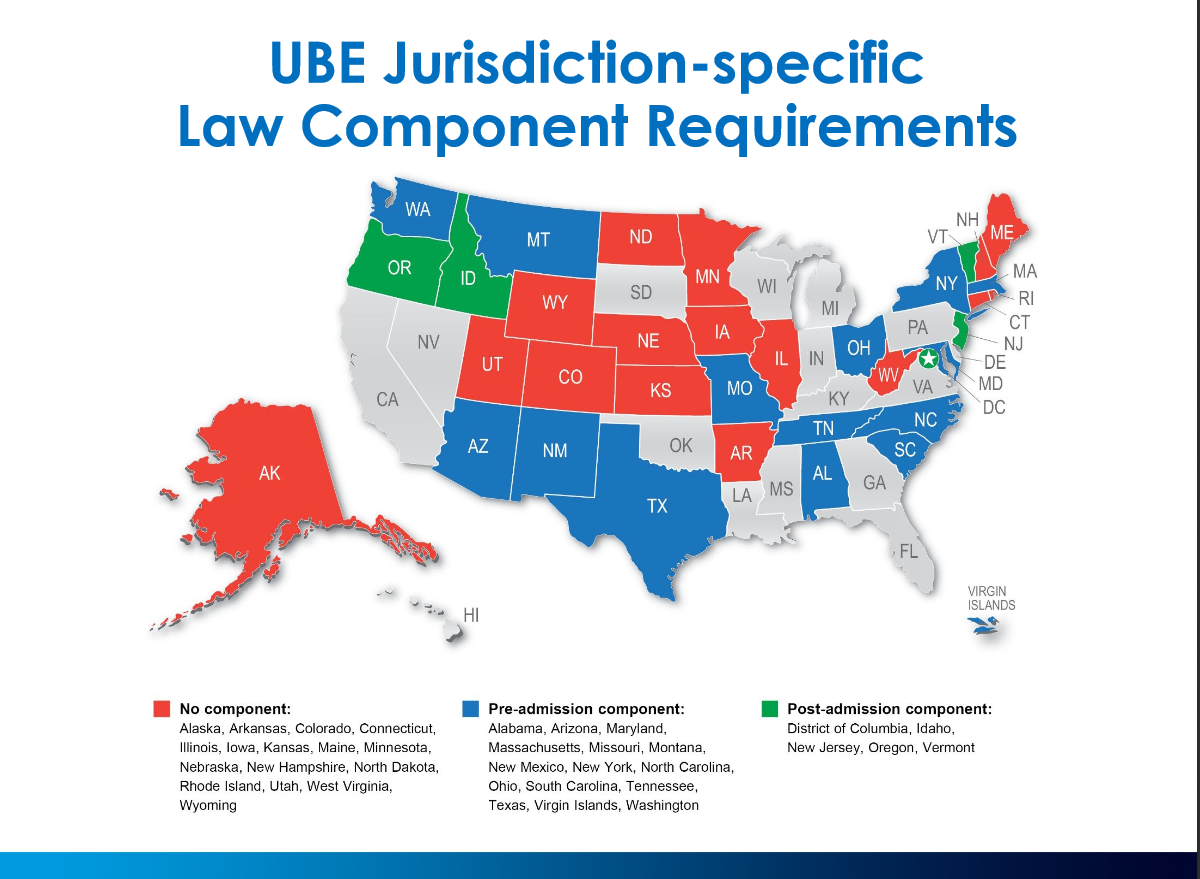 UBE Jurisdiction-specific
Law Component Requirements
WA
MT
ND
MN
OR
ID
WY
SD
WI
MI
NH
VT
ME
NY
MA
RI
CT
NJ
DE
MD
DC
PA
NV
UT
CO
NE
IA
IL
IN
OH
WV
VA
KY
KS
MO
CA
AZ
NM
OK
AR
TN
NC
SC
TX
LA
MS
AL
GA
FL
AK
HI
VIRGIN
ISLANDS
No component:
Alaska, Arkansas, Colorado, Connecticut,
Illinois, Iowa, Kansas, Maine, Minnesota,
Nebraska, New Hampshire, North Dakota,
Rhode Island, Utah, West Virginia,
Wyoming
Pre-admission component:
Alabama, Arizona, Maryland,
Massachusetts, Missouri, Montana,
New Mexico, New York, North Carolina,
Ohio, South Carolina, Tennessee,
Texas, Virgin Islands, Washington
Post-admission component:
District of Columbia, Idaho,
New Jersey, Oregon, Vermont